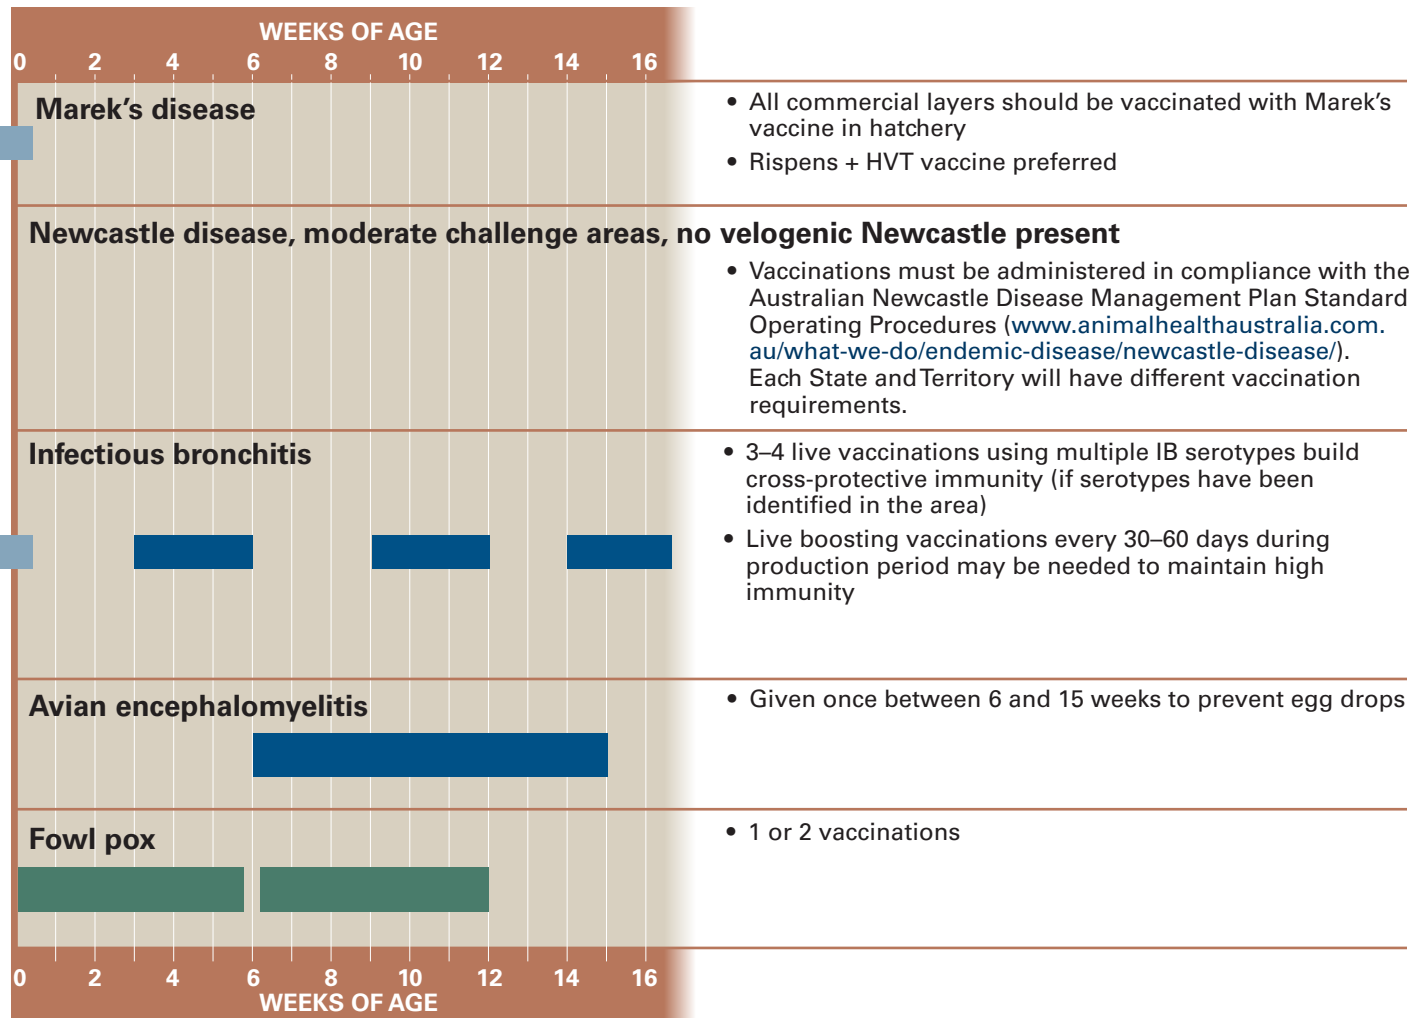 WEEKS OF AGE
0 2 4 6 8 10 12 14 16
Marek’s disease
• All commercial layers should be vaccinated with Marek’s
vaccine in hatchery
• Rispens + HVT vaccine preferred
Newcastle disease, moderate challenge areas, no velogenic Newcastle present
• Vaccinations must be administered in compliance with the
Australian Newcastle Disease Management Plan Standard
Operating Procedures (www.animalhealthaustralia.com.
au/what-we-do/endemic-disease/newcastle-disease/).
Each State and Territory will have different vaccination
requirements.
Infectious bronchitis
• 3–4 live vaccinations using multiple IB serotypes build
cross-protective immunity (if serotypes have been
identified in the area)
• Live boosting vaccinations every 30–60 days during
production period may be needed to maintain high
immunity
Avian encephalomyelitis
• Given once between 6 and 15 weeks to prevent egg drops
Fowl pox
• 1 or 2 vaccinations
0 2 4 6 8 10 12 14 16
WEEKS OF AGE